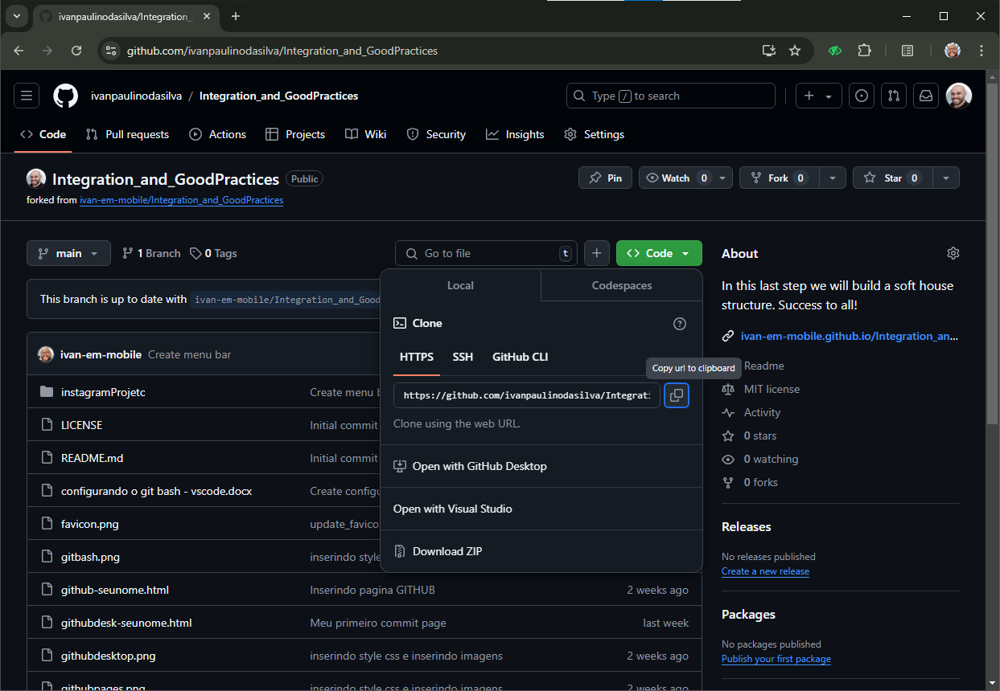 ivanpaulinodasilva/Integration_
github.com/ivanpaulinodasilva/Integration_and_GoodPractices
ivanpaulinodasilva / Integration_and_GoodPractices
Type / to search
Code
Pull requests
Actions
Projects
Wiki
Security
Insights
Settings
Integration_and_GoodPractices Public
forked from ivan-em-mobile/Integration_and_GoodPractices
Pin
Watch 0
Fork 0
Star 0
main
1 Branch
0 Tags
Go to file t
Code
This branch is up to date with ivan-em-mobile/Integration_and_Good
ivan-em-mobile Create menu bar
instagramProjeto Create menu
LICENSE Initial commit
README.md Initial commit
configurando o git bash - vscode.docx Create configu
favicon.png update_favico
gitbash.png inserindo style
github-seunome.html Inserindo pagina GITHUB 2 weeks ago
githubdesk-seunome.html Meu primeiro commit page last week
githubdesktop.png inserindo style css e inserindo imagens 2 weeks ago
githubpages.png inserindo style css e inserindo imagens 2 weeks ago
Local
Codespaces
Clone
HTTPS
SSH
GitHub CLI
Copy url to clipboard
https://github.com/ivanpaulinodasilva/Integrati
Clone using the web URL.
Open with GitHub Desktop
Open with Visual Studio
Download ZIP
About
In this last step we will build a soft house
structure. Success to all!
ivan-em-mobile.github.io/Integration_an...
Readme
MIT license
Activity
0 stars
0 watching
0 forks
Releases
No releases published
Create a new release
Packages
No packages published
Publish your first package